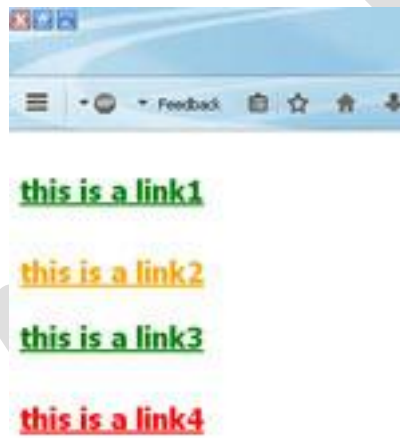 Feedback
this is a link1
this is a link2
this is a link3
this is a link4